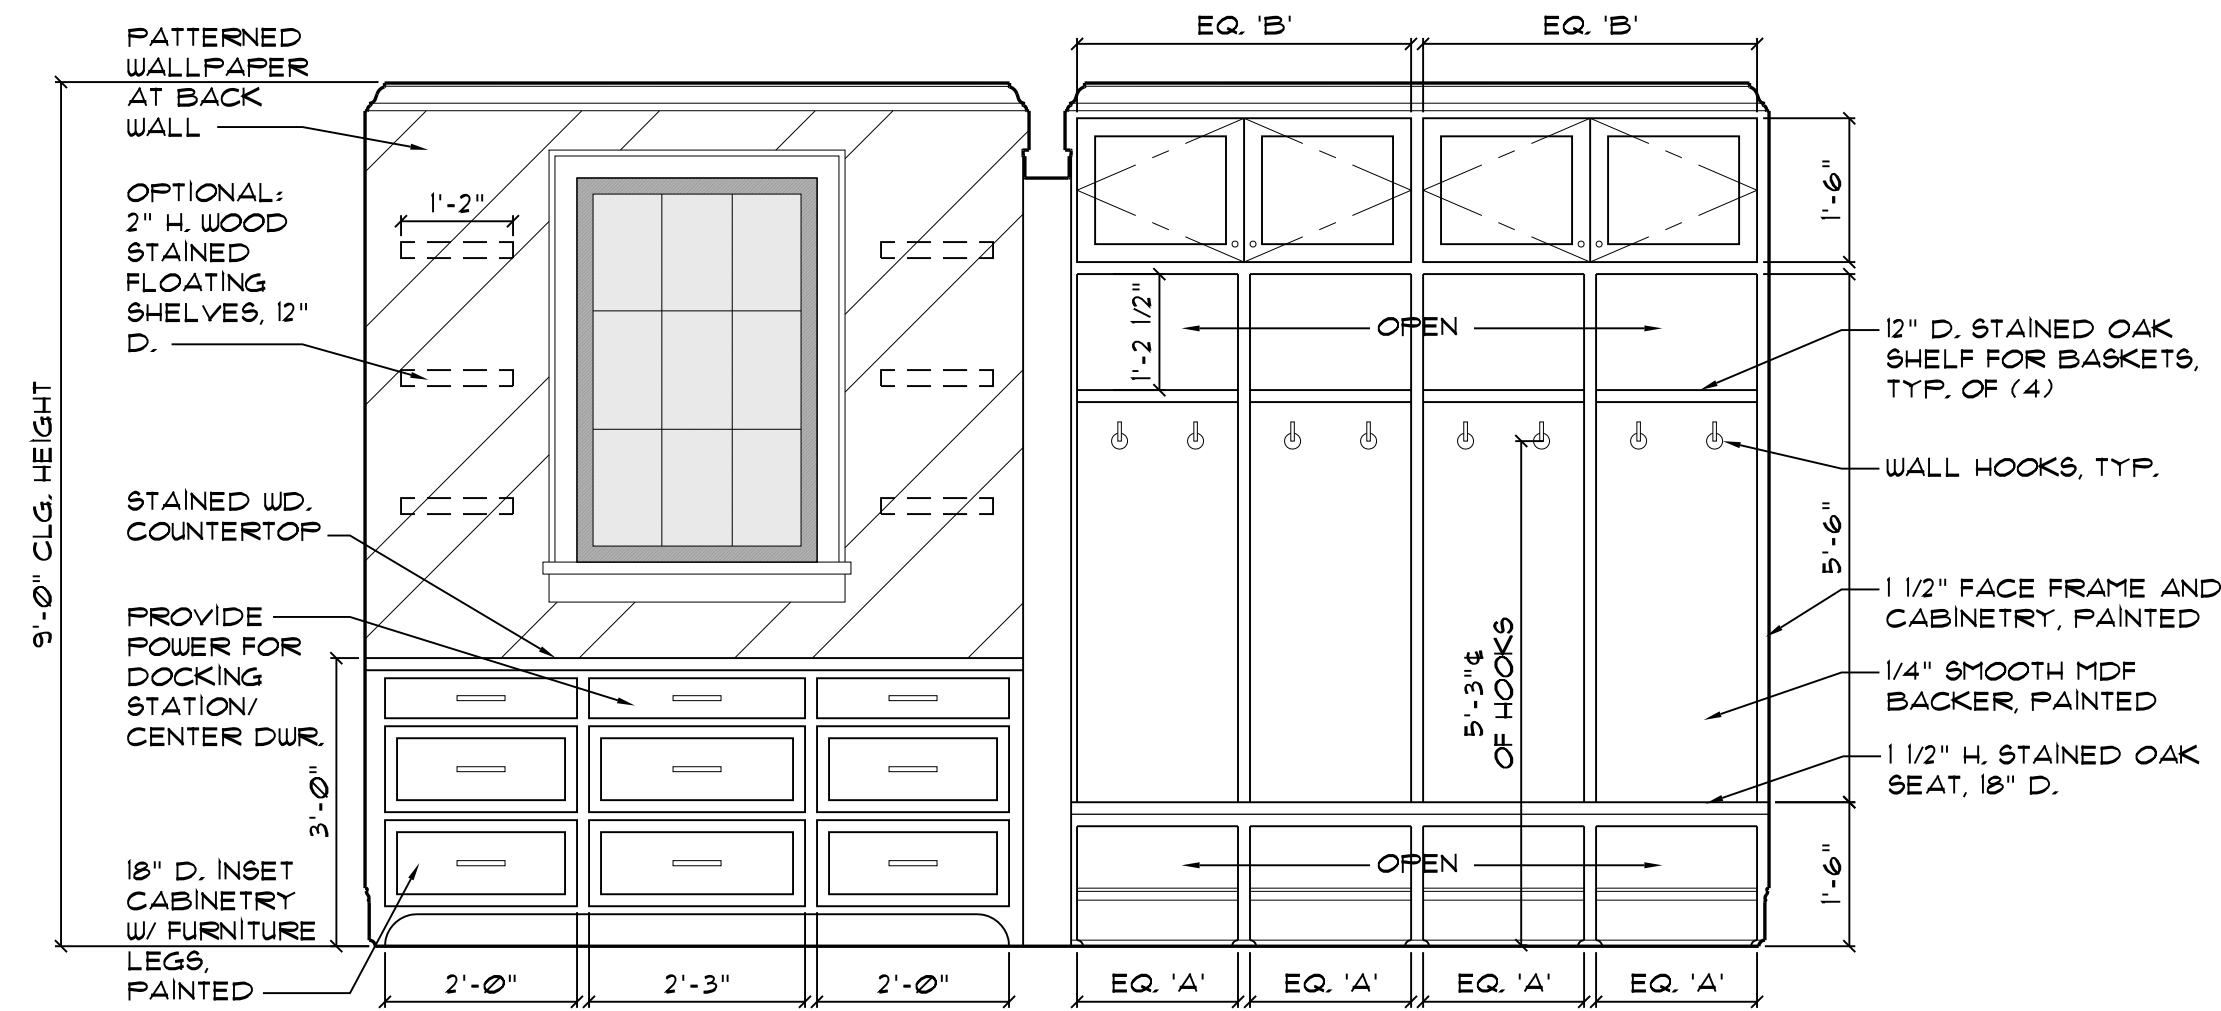 EQ. 'B'
EQ. 'B'
PATTERNED
WALLPAPER
AT BACK
WALL
OPTIONAL:
2" H. WOOD
STAINED
FLOATING
SHELVES, 12"
D.
1'-2"
9'-0" CLG. HEIGHT
STAINED WD.
COUNTERTOP
PROVIDE
POWER FOR
DOCKING
STATION/
CENTER DWR.
3'-0"
18" D. INSET
CABINETRY
W/ FURNITURE
LEGS,
PAINTED
2'-0"
2'-3"
2'-0"
1'-2 1/2"
OPEN
5'-3"℄
OF HOOKS
OPEN
EQ. 'A'
EQ. 'A'
EQ. 'A'
EQ. 'A'
1'-6"
5'-6"
1'-6"
12" D. STAINED OAK
SHELF FOR BASKETS,
TYP. OF (4)
WALL HOOKS, TYP.
1 1/2" FACE FRAME AND
CABINETRY, PAINTED
1/4" SMOOTH MDF
BACKER, PAINTED
1 1/2" H. STAINED OAK
SEAT, 18" D.